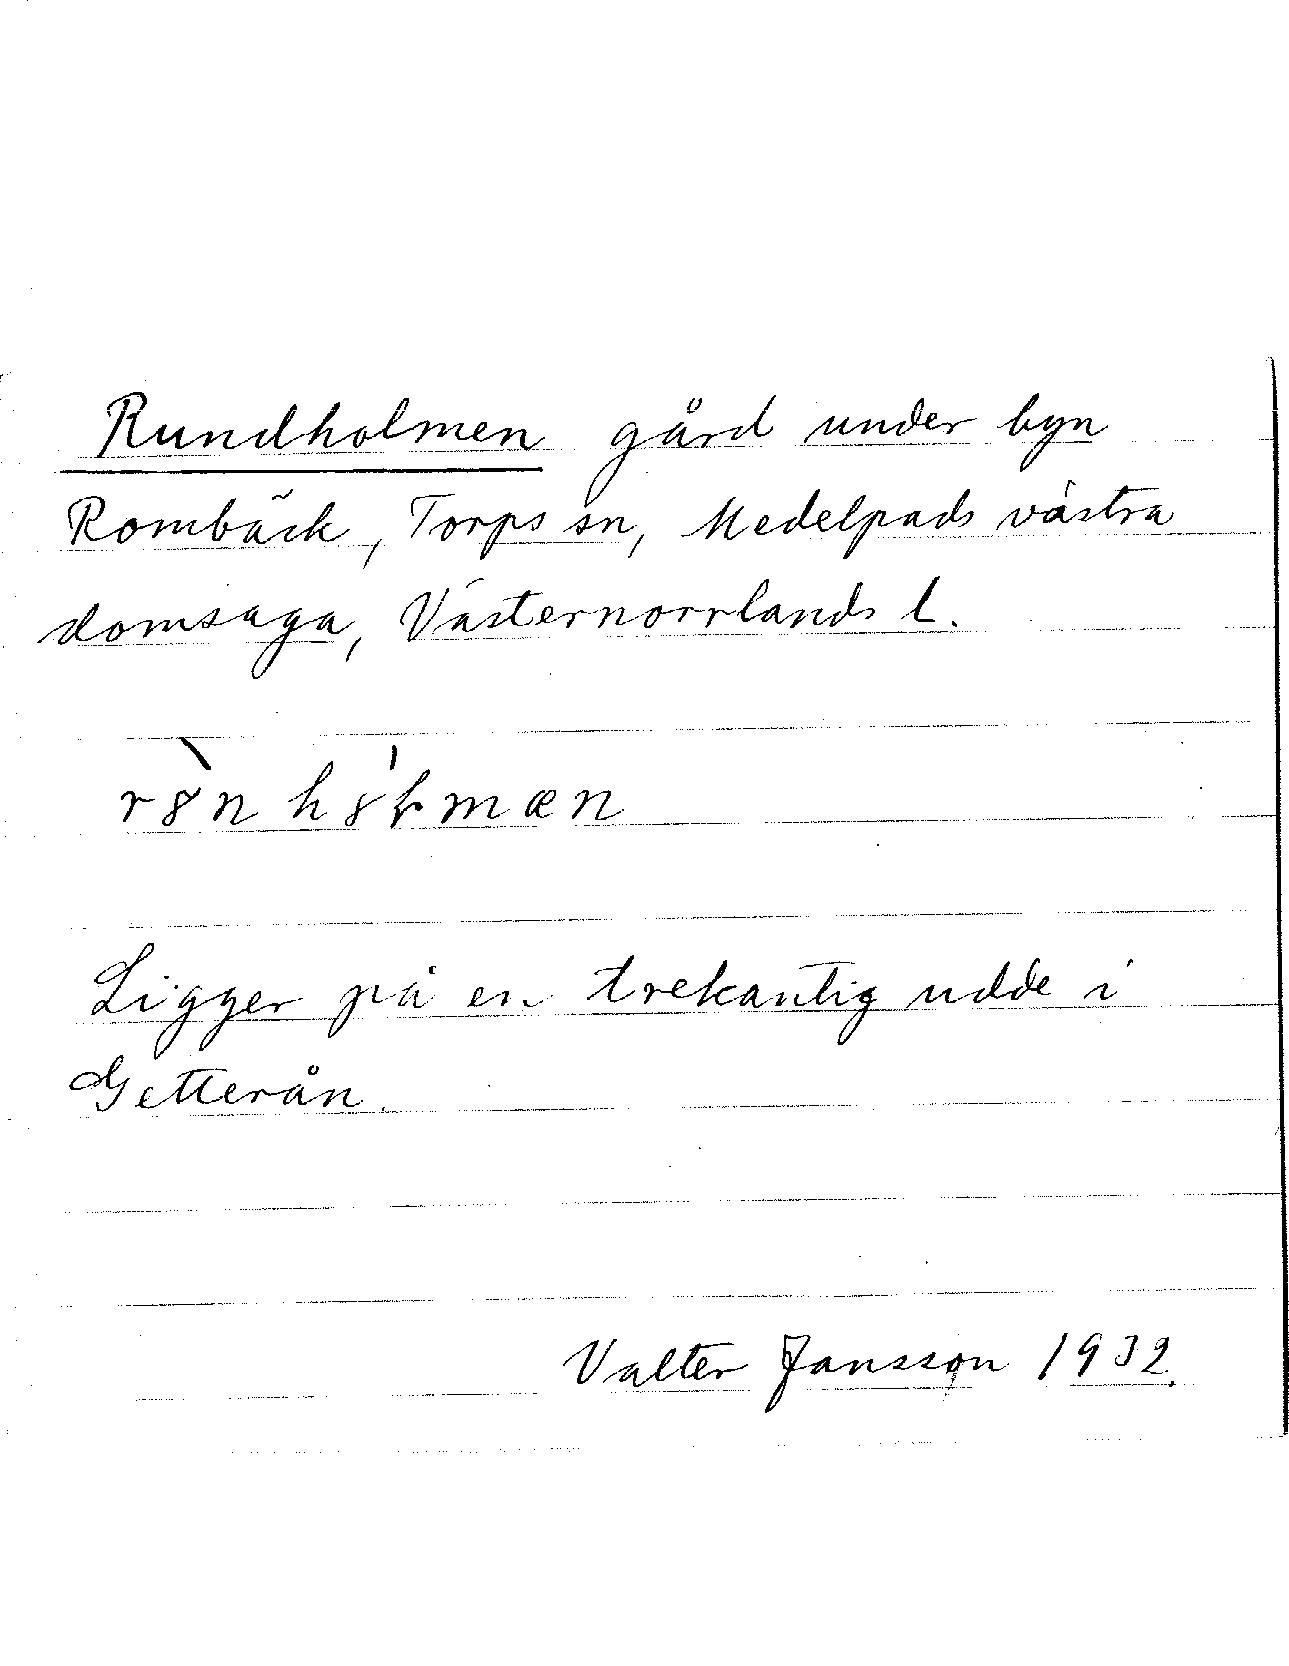 Rundholmen gård under byn
Rombäck, Torps sn, Medelpads västra
domsaga, Västernorrlands l.
Ligger på en trekantig udde i
Getterån.
Valter Jansson 1932.